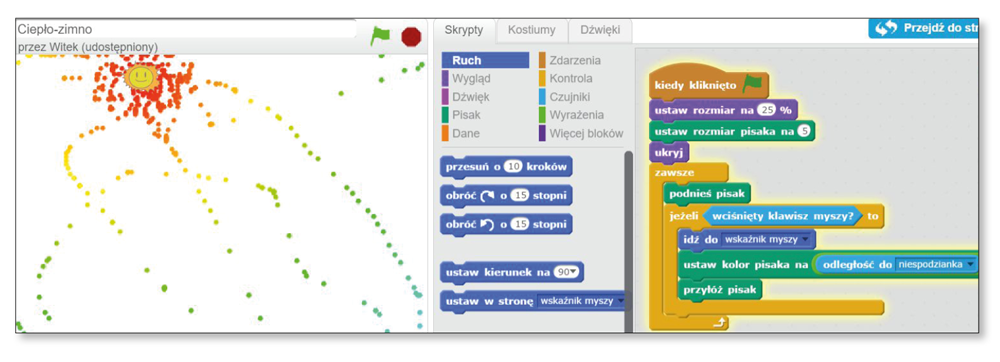 Ciepło-zimno
przez Witek (udostępniony)
Skrypty
Kostiumy
Dźwięki
Przejdź do str
Ruch
Wygląd
Dźwięk
Pisak
Dane
Zdarzenia
Kontrola
Czujniki
Wyrażenia
Więcej bloków
przesuń o 10 kroków
obróć o 15 stopni
obróć o 15 stopni
ustaw kierunek na 90
ustaw w stronę wskaźnik myszy
kiedy kliknięto
ustaw rozmiar na 25 %
ustaw rozmiar pisaka na 5
ukryj
zawsze
podnieś pisak
jeżeli wciśnięty klawisz myszy? to
idź do wskaźnik myszy
ustaw kolor pisaka na odległość do niespodzianka
przyłóż pisak